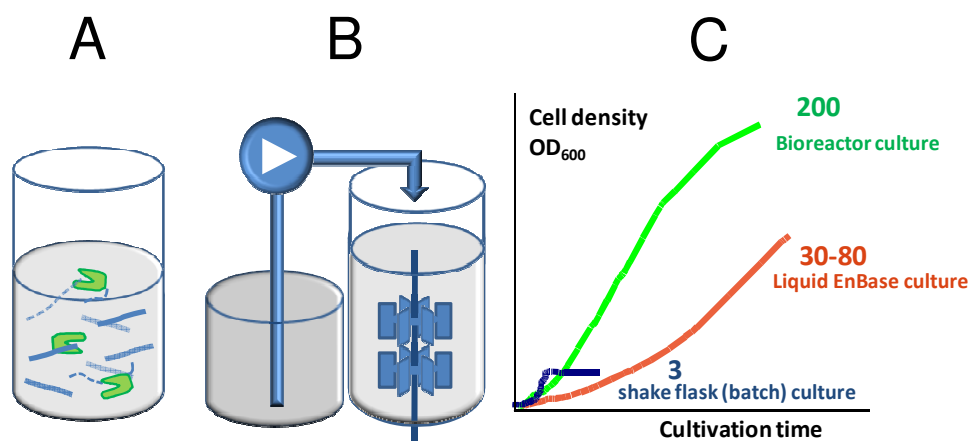 A
B
C
Cell density
OD₆₀₀
200
Bioreactor culture
30-80
Liquid EnBase culture
3
shake flask (batch) culture
Cultivation time